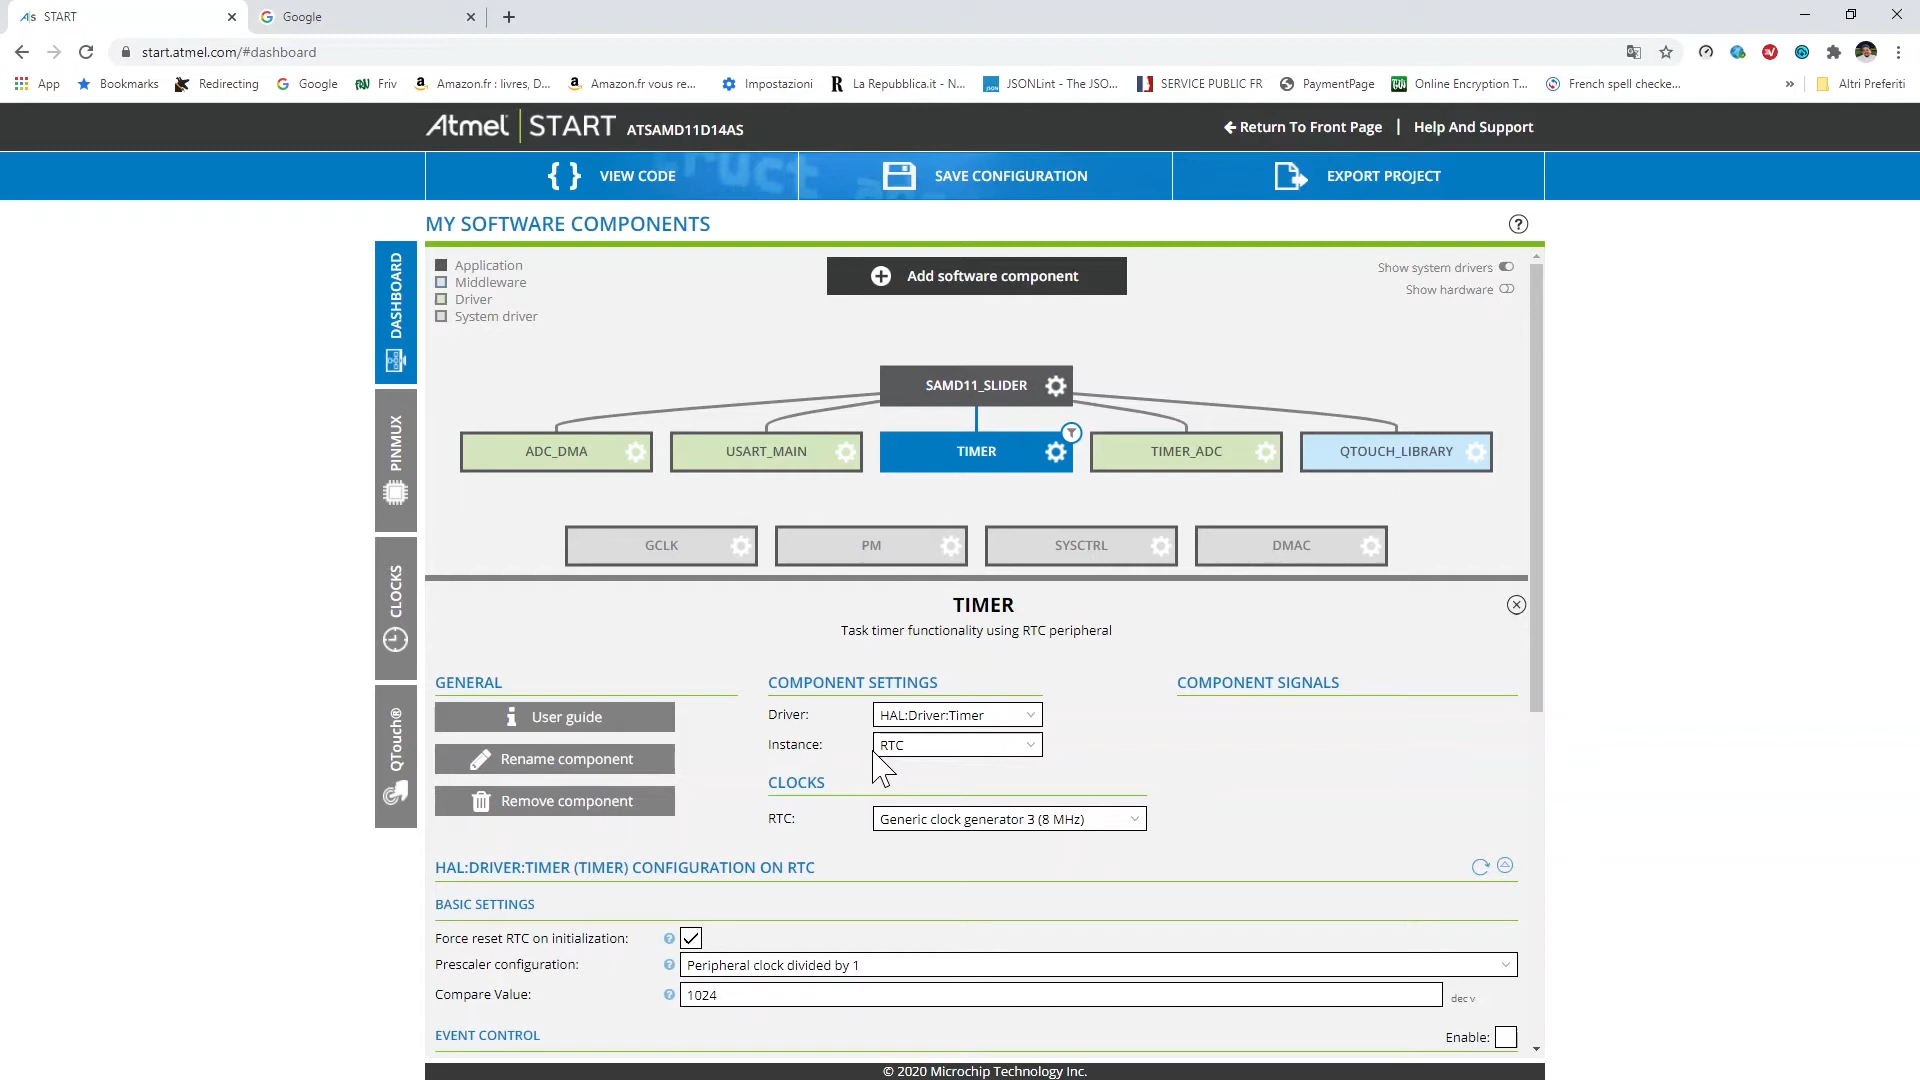 START
Google
start.atmel.com/#dashboard
App
Bookmarks
Redirecting
Google
Friv
Amazon.fr : livres, D...
Amazon.fr vous re...
Impostazioni
La Repubblica.it - N...
JSONLint - The JSO...
SERVICE PUBLIC FR
PaymentPage
Online Encryption T...
French spell checke...
»
Altri Preferiti
Atmel START ATSAMD11D14AS
Return To Front Page | Help And Support
{ } VIEW CODE
SAVE CONFIGURATION
EXPORT PROJECT
MY SOFTWARE COMPONENTS
DASHBOARD
PINMUX
CLOCKS
QTouch®
Application
Middleware
Driver
System driver
Add software component
Show system drivers
Show hardware
SAMD11_SLIDER
ADC_DMA
USART_MAIN
TIMER
TIMER_ADC
QTOUCH_LIBRARY
GCLK
PM
SYSCTRL
DMAC
TIMER
Task timer functionality using RTC peripheral
GENERAL
User guide
Rename component
Remove component
COMPONENT SETTINGS
Driver: HAL:Driver:Timer
Instance: RTC
CLOCKS
RTC: Generic clock generator 3 (8 MHz)
COMPONENT SIGNALS
HAL:DRIVER:TIMER (TIMER) CONFIGURATION ON RTC
BASIC SETTINGS
Force reset RTC on initialization:
Prescaler configuration: Peripheral clock divided by 1
Compare Value: 1024 dec v
EVENT CONTROL
Enable:
© 2020 Microchip Technology Inc.